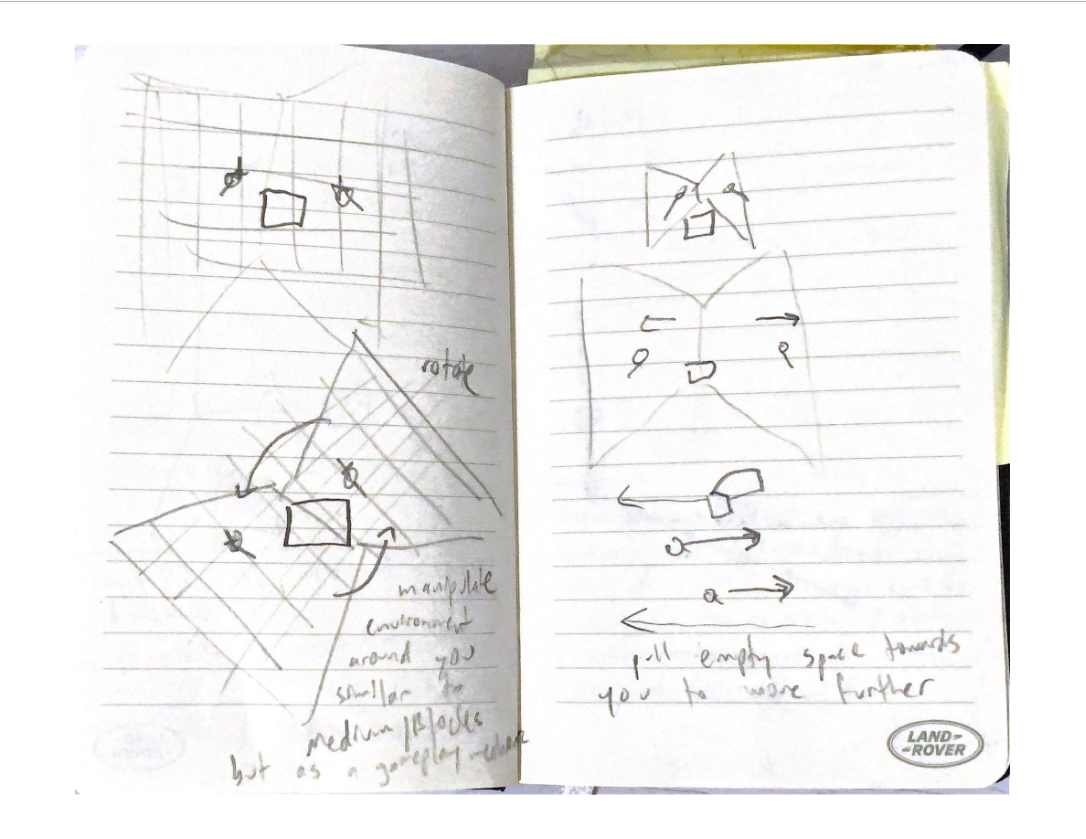 rotate
manipulate
environment
around you
similar to
medium / Blocks
but as a gameplay mechanic
pull empty space towards
you to move further
LAND-
-ROVER